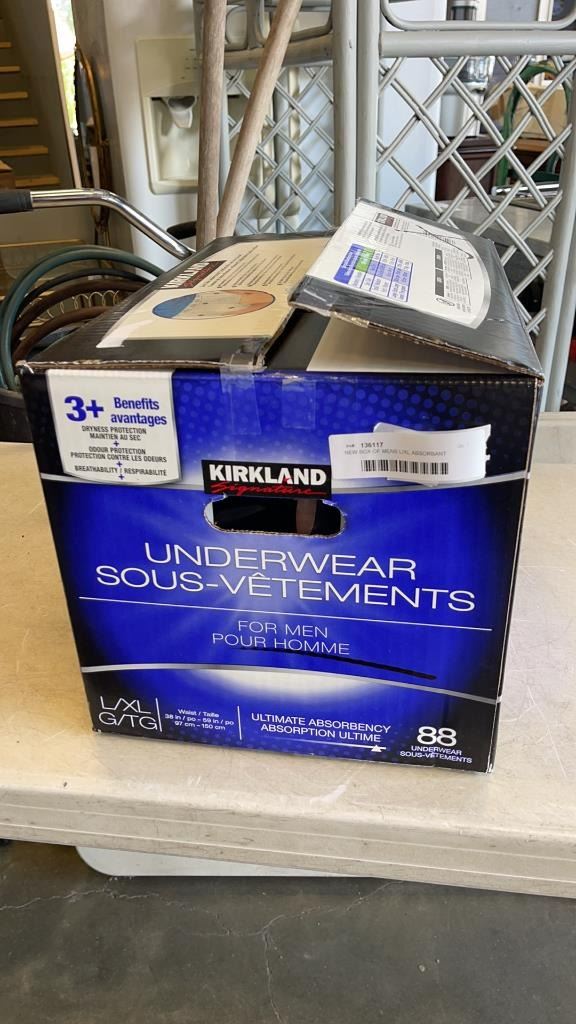 KIRKLAND
Signature
3+ Benefits
avantages
DRYNESS PROTECTION
MAINTIEN AU SEC
+
ODOUR PROTECTION
PROTECTION CONTRE LES ODEURS
+
BREATHABILITY / RESPIRABILITÉ
+
136117
NEW BOX OF MENS L/XL ABSORBANT
KIRKLAND
Signature
UNDERWEAR
SOUS-VÊTEMENTS
FOR MEN
POUR HOMME
L/XL
G/TG
Waist / Taille
38 in / po - 59 in / po
97 cm - 150 cm
ULTIMATE ABSORBENCY
ABSORPTION ULTIME
88
UNDERWEAR
SOUS-VÊTEMENTS